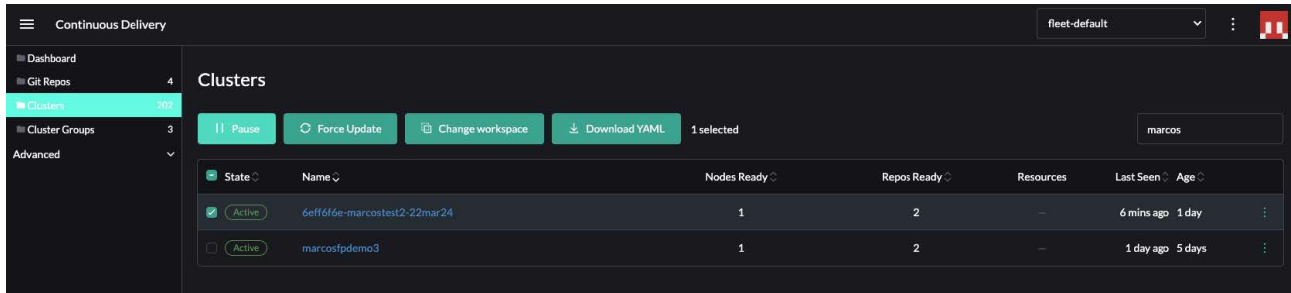 Continuous Delivery
fleet-default
Dashboard
Git Repos 4
Clusters 202
Cluster Groups 3
Advanced
Clusters
Pause Force Update Change workspace Download YAML 1 selected marcos
State Name Nodes Ready Repos Ready Resources Last Seen Age
Active 6eff6f6e-marcostest2-22mar24 1 2 — 6 mins ago 1 day
Active marcosfpdemo3 1 2 — 1 day ago 5 days